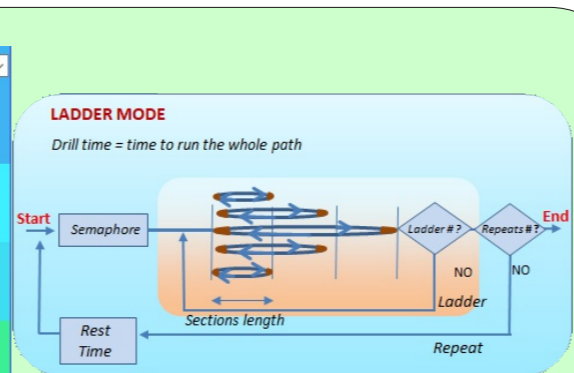 LADDER MODE
Drill time = time to run the whole path
Start
Semaphore
Ladder # ?
Repeats # ?
End
NO
NO
Ladder
Sections length
Rest
Time
Repeat